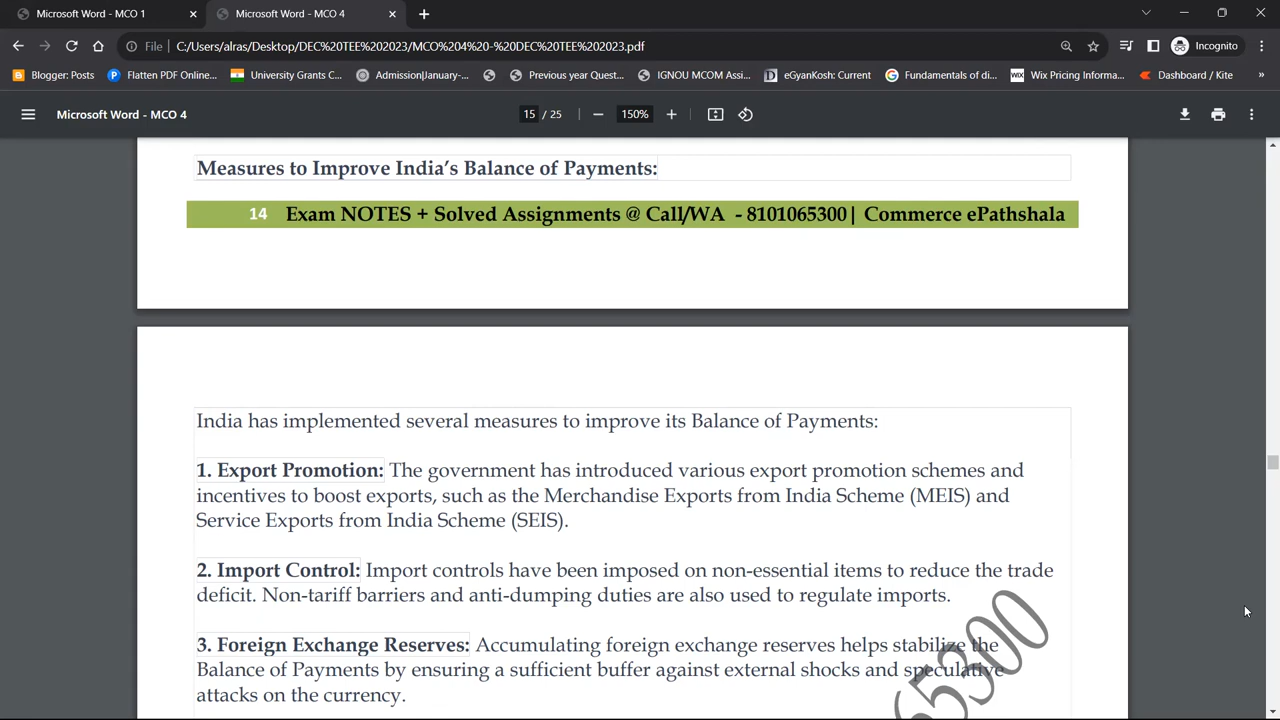 Microsoft Word - MCO 1
Microsoft Word - MCO 4
File
C:/Users/alras/Desktop/DEC%20TEE%202023/MCO%204%20-%20DEC%20TEE%202023.pdf
Incognito
Blogger: Posts
Flatten PDF Online...
University Grants C...
Admission|January-...
Previous year Quest...
IGNOU MCOM Assi...
eGyanKosh: Current
Fundamentals of di...
Wix Pricing Informa...
Dashboard / Kite
»
Microsoft Word - MCO 4
15 / 25
150%
Measures to Improve India's Balance of Payments:
14 Exam NOTES + Solved Assignments @ Call/WA - 8101065300| Commerce ePathshala
India has implemented several measures to improve its Balance of Payments:
1. Export Promotion: The government has introduced various export promotion schemes and
incentives to boost exports, such as the Merchandise Exports from India Scheme (MEIS) and
Service Exports from India Scheme (SEIS).
2. Import Control: Import controls have been imposed on non-essential items to reduce the trade
deficit. Non-tariff barriers and anti-dumping duties are also used to regulate imports.
3. Foreign Exchange Reserves: Accumulating foreign exchange reserves helps stabilize the
Balance of Payments by ensuring a sufficient buffer against external shocks and speculative
attacks on the currency.
65300